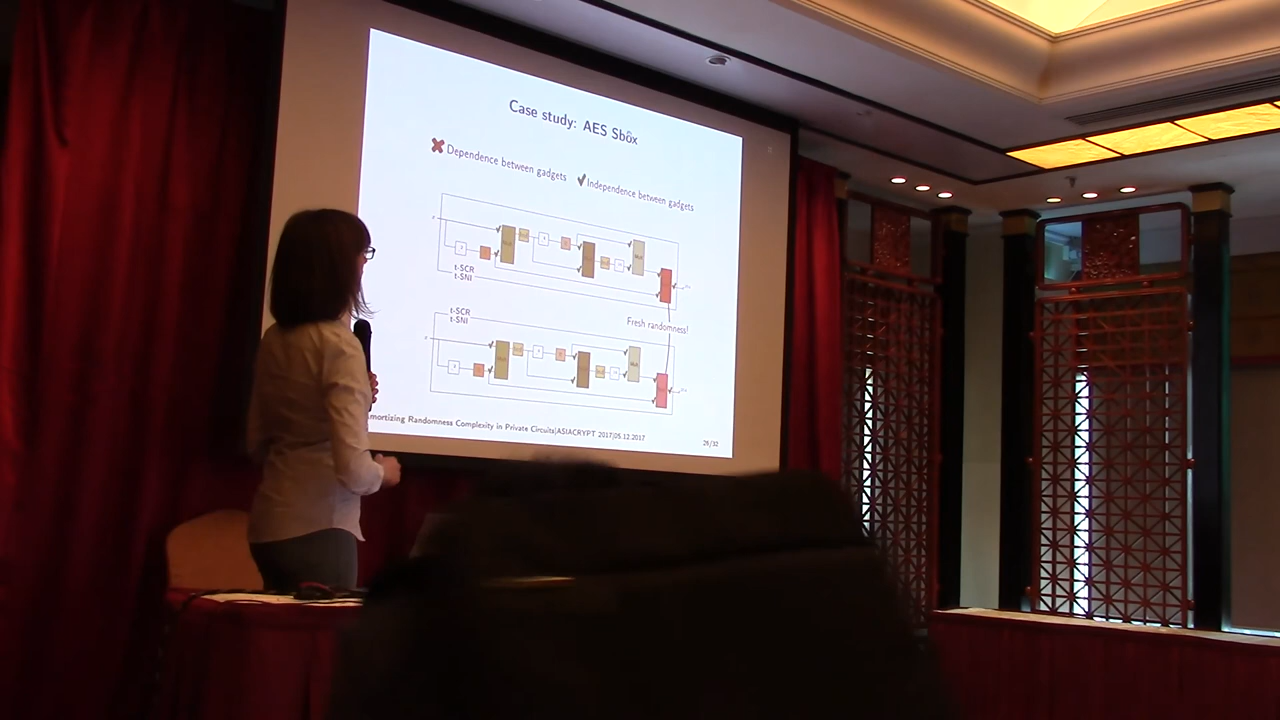 Case study: AES Sbox
✖ Dependence between gadgets ✔ Independence between gadgets
t-SCR
t-SNI
Fresh randomness!
t-SCR
t-SNI
Amortizing Randomness Complexity in Private Circuits|ASIACRYPT 2017|05.12.2017
26/32